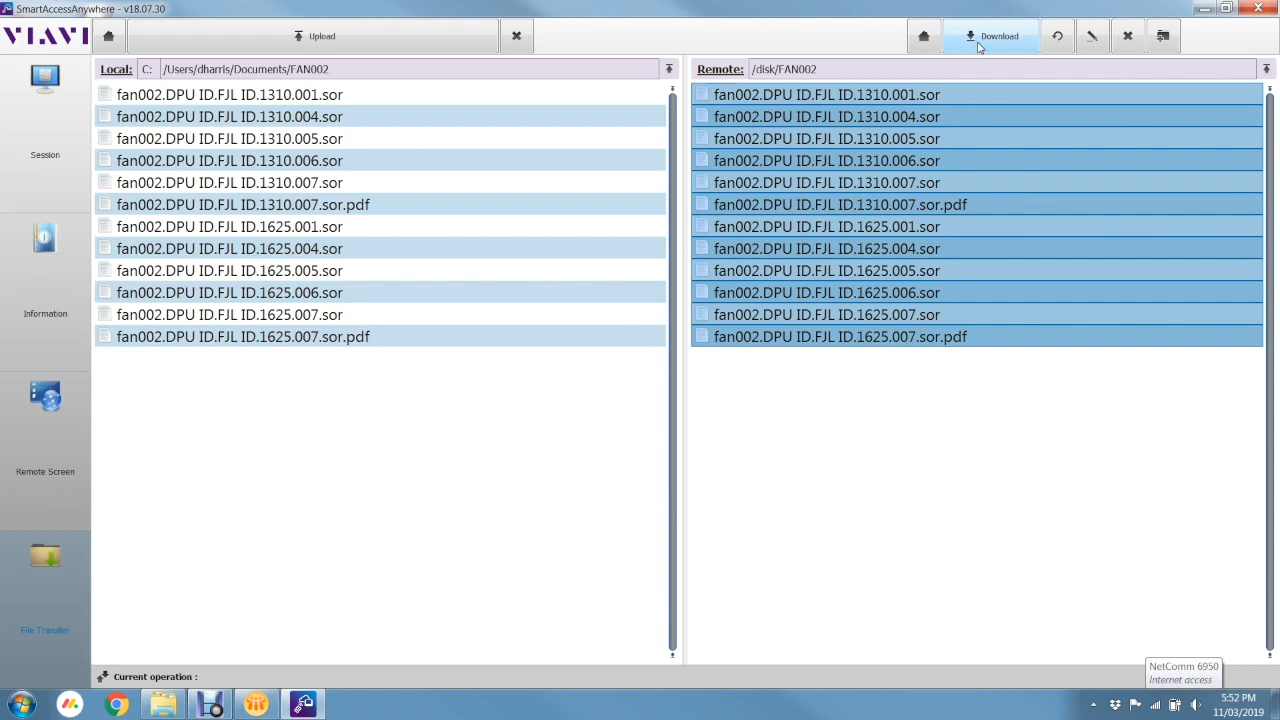 SmartAccessAnywhere - v18.07.30
VIAVI
Upload
Download
Session
Information
Remote Screen
File Transfer
Local: C: /Users/dharris/Documents/FAN002
fan002.DPU ID.FJL ID.1310.001.sor
fan002.DPU ID.FJL ID.1310.004.sor
fan002.DPU ID.FJL ID.1310.005.sor
fan002.DPU ID.FJL ID.1310.006.sor
fan002.DPU ID.FJL ID.1310.007.sor
fan002.DPU ID.FJL ID.1310.007.sor.pdf
fan002.DPU ID.FJL ID.1625.001.sor
fan002.DPU ID.FJL ID.1625.004.sor
fan002.DPU ID.FJL ID.1625.005.sor
fan002.DPU ID.FJL ID.1625.006.sor
fan002.DPU ID.FJL ID.1625.007.sor
fan002.DPU ID.FJL ID.1625.007.sor.pdf
Remote: /disk/FAN002
fan002.DPU ID.FJL ID.1310.001.sor
fan002.DPU ID.FJL ID.1310.004.sor
fan002.DPU ID.FJL ID.1310.005.sor
fan002.DPU ID.FJL ID.1310.006.sor
fan002.DPU ID.FJL ID.1310.007.sor
fan002.DPU ID.FJL ID.1310.007.sor.pdf
fan002.DPU ID.FJL ID.1625.001.sor
fan002.DPU ID.FJL ID.1625.004.sor
fan002.DPU ID.FJL ID.1625.005.sor
fan002.DPU ID.FJL ID.1625.006.sor
fan002.DPU ID.FJL ID.1625.007.sor
fan002.DPU ID.FJL ID.1625.007.sor.pdf
Current operation :
NetComm 6950
Internet access
5:52 PM
11/03/2019